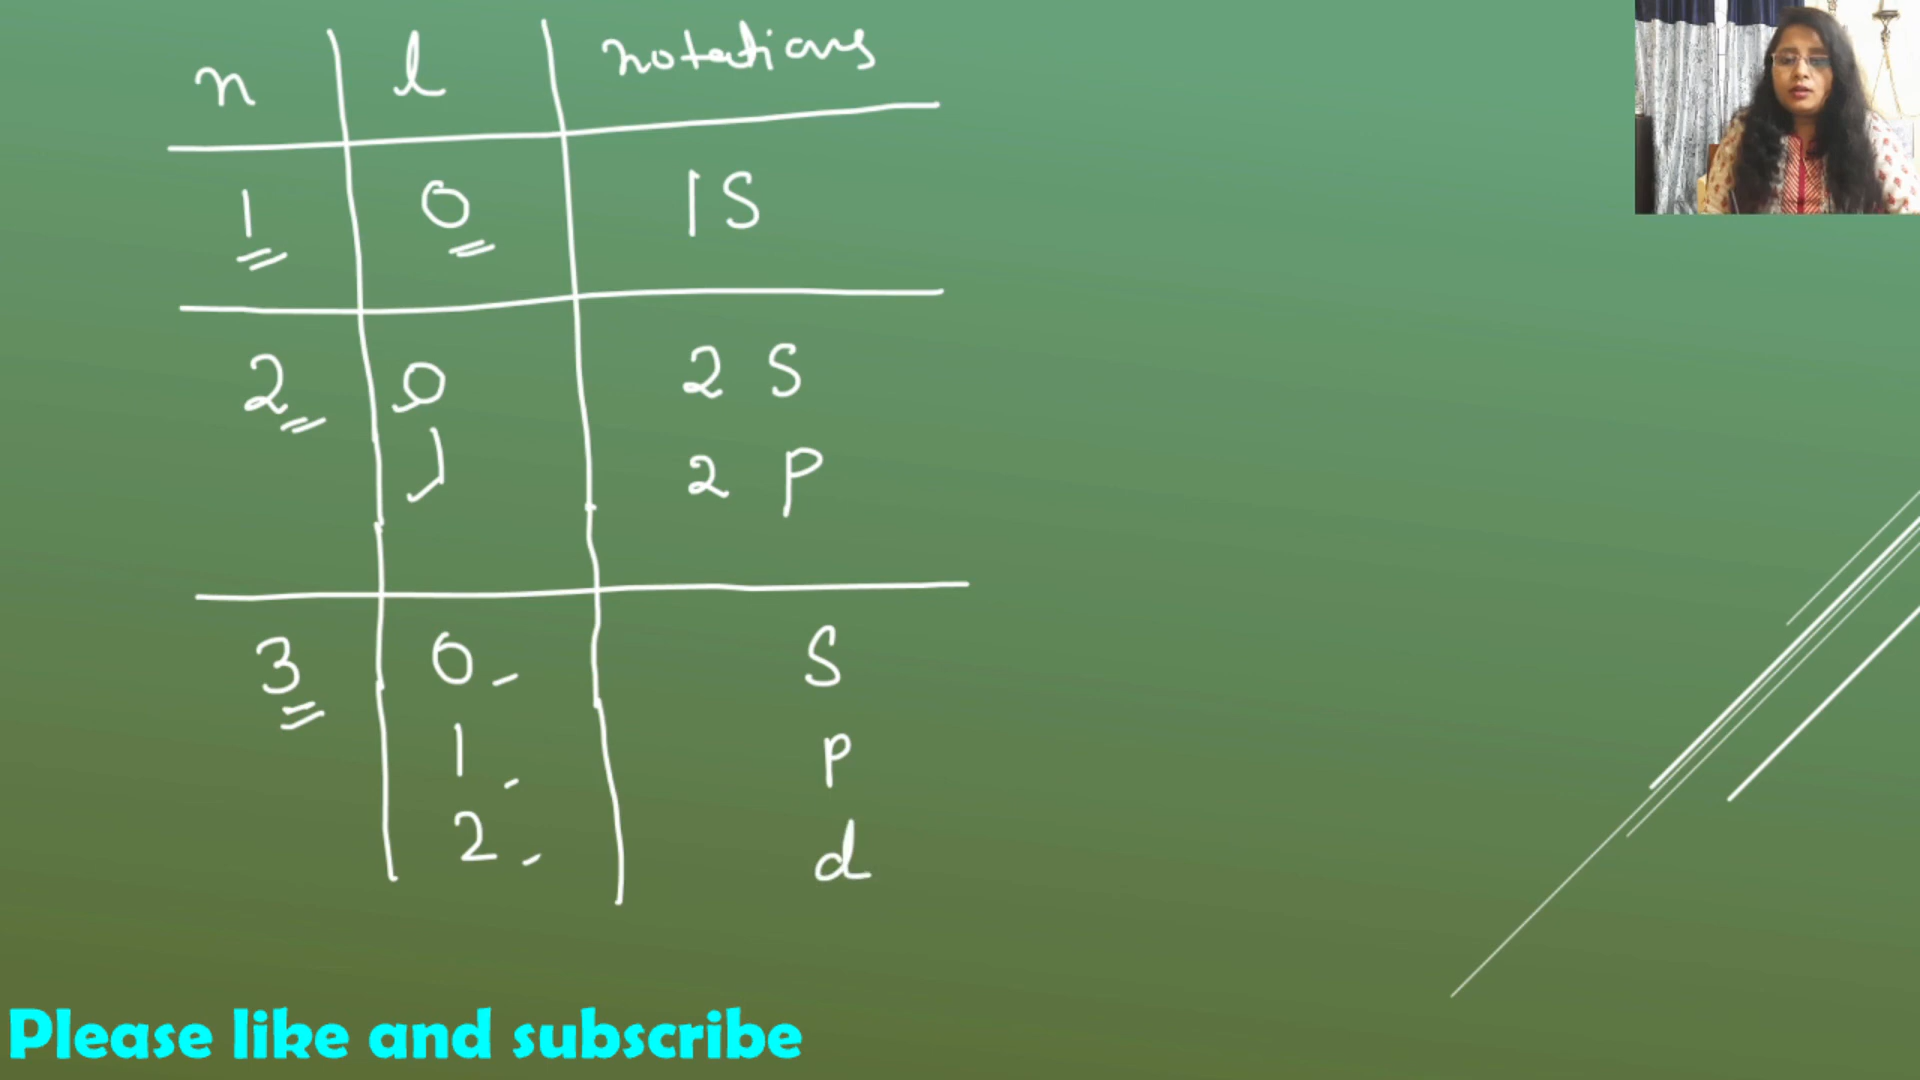 n l notations
1 0 1S
2 0 2 S
1 2 P
3 0 S
1 P
2 d
Please like and subscribe